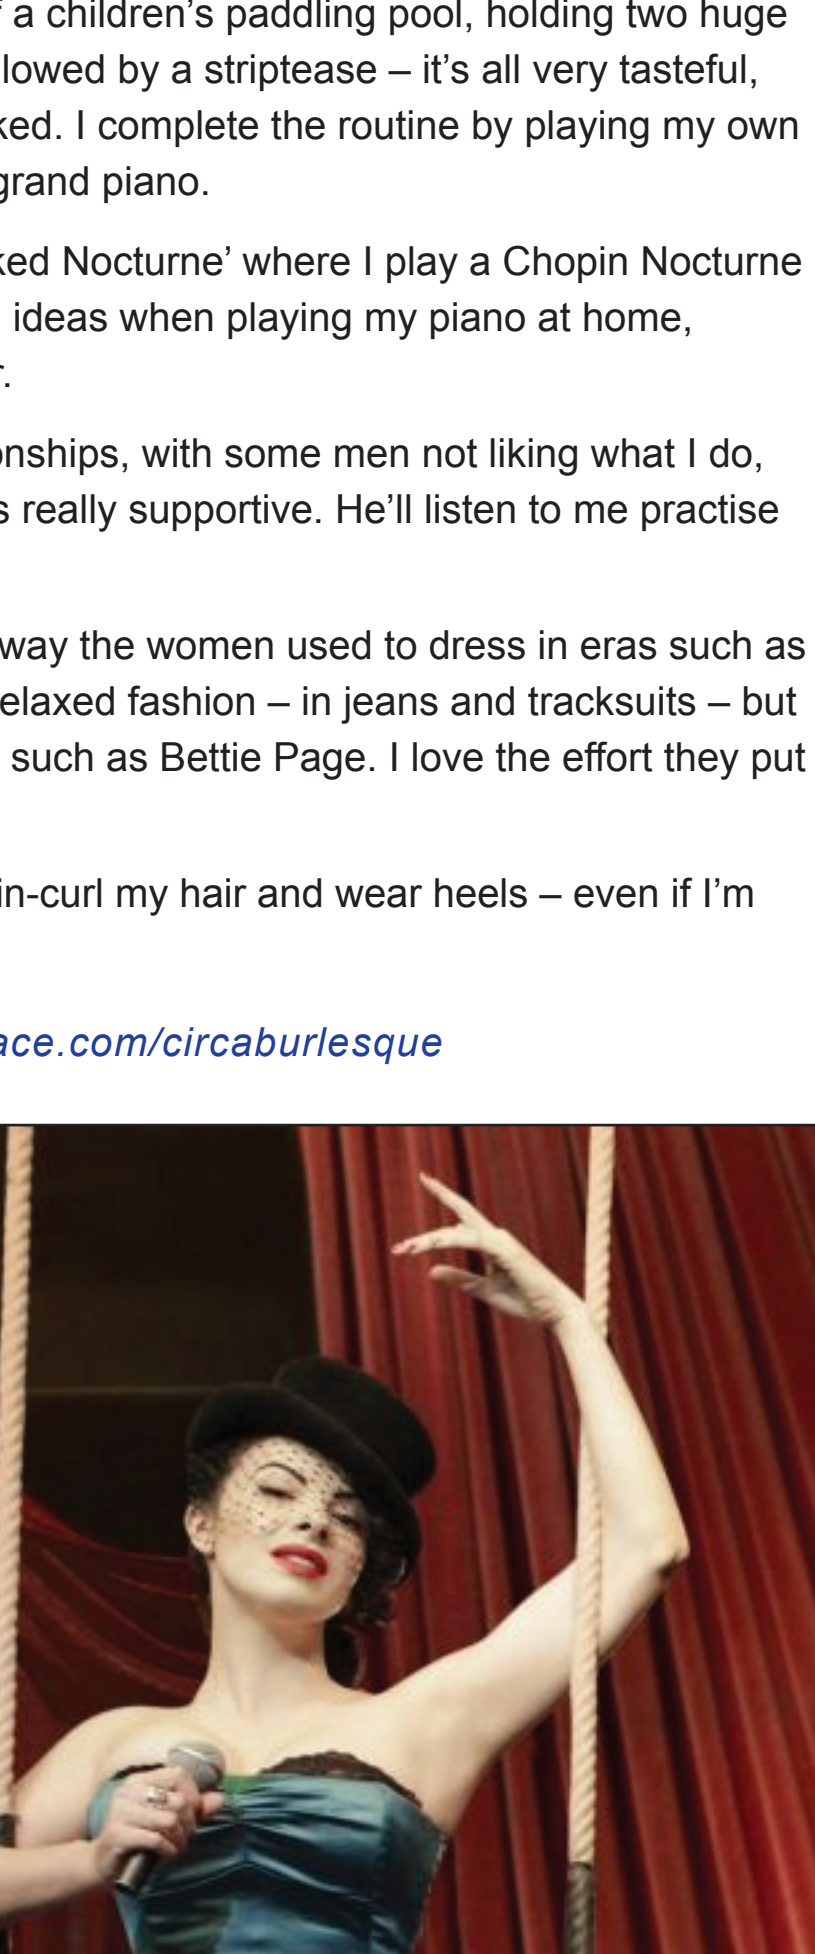 f a children’s paddling pool, holding two huge
lowed by a striptease – it’s all very tasteful,
ked. I complete the routine by playing my own
grand piano.
ked Nocturne’ where I play a Chopin Nocturne
ideas when playing my piano at home,
r.
onships, with some men not liking what I do,
s really supportive. He’ll listen to me practise
way the women used to dress in eras such as
elaxed fashion – in jeans and tracksuits – but
such as Bettie Page. I love the effort they put
in-curl my hair and wear heels – even if I’m
ace.com/circaburlesque